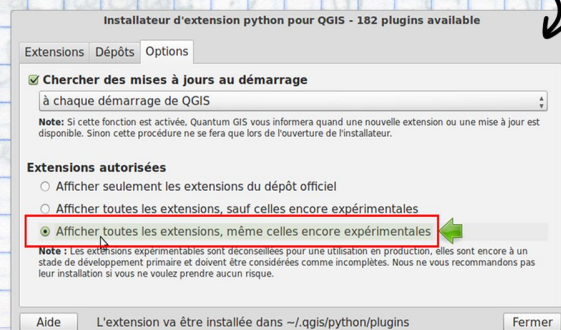 Installateur d'extension python pour QGIS - 182 plugins available
Extensions Dépôts Options
Chercher des mises à jours au démarrage
à chaque démarrage de QGIS
Note: Si cette fonction est activée, Quantum GIS vous informera quand une nouvelle extension ou une mise à jour est
disponible. Sinon cette procédure ne se fera que lors de l'ouverture de l'installateur.
Extensions autorisées
Afficher seulement les extensions du dépôt officiel
Afficher toutes les extensions, sauf celles encore expérimentales
Afficher toutes les extensions, même celles encore expérimentales
Note : Les extensions expérimentales sont déconseillées pour une utilisation en production, elles sont encore à un
stade de développement primaire et doivent être considérées comme incomplètes. Nous ne vous recommandons pas
leur installation si vous ne voulez prendre aucun risque.
Aide L'extension va être installée dans ~/.qgis/python/plugins Fermer